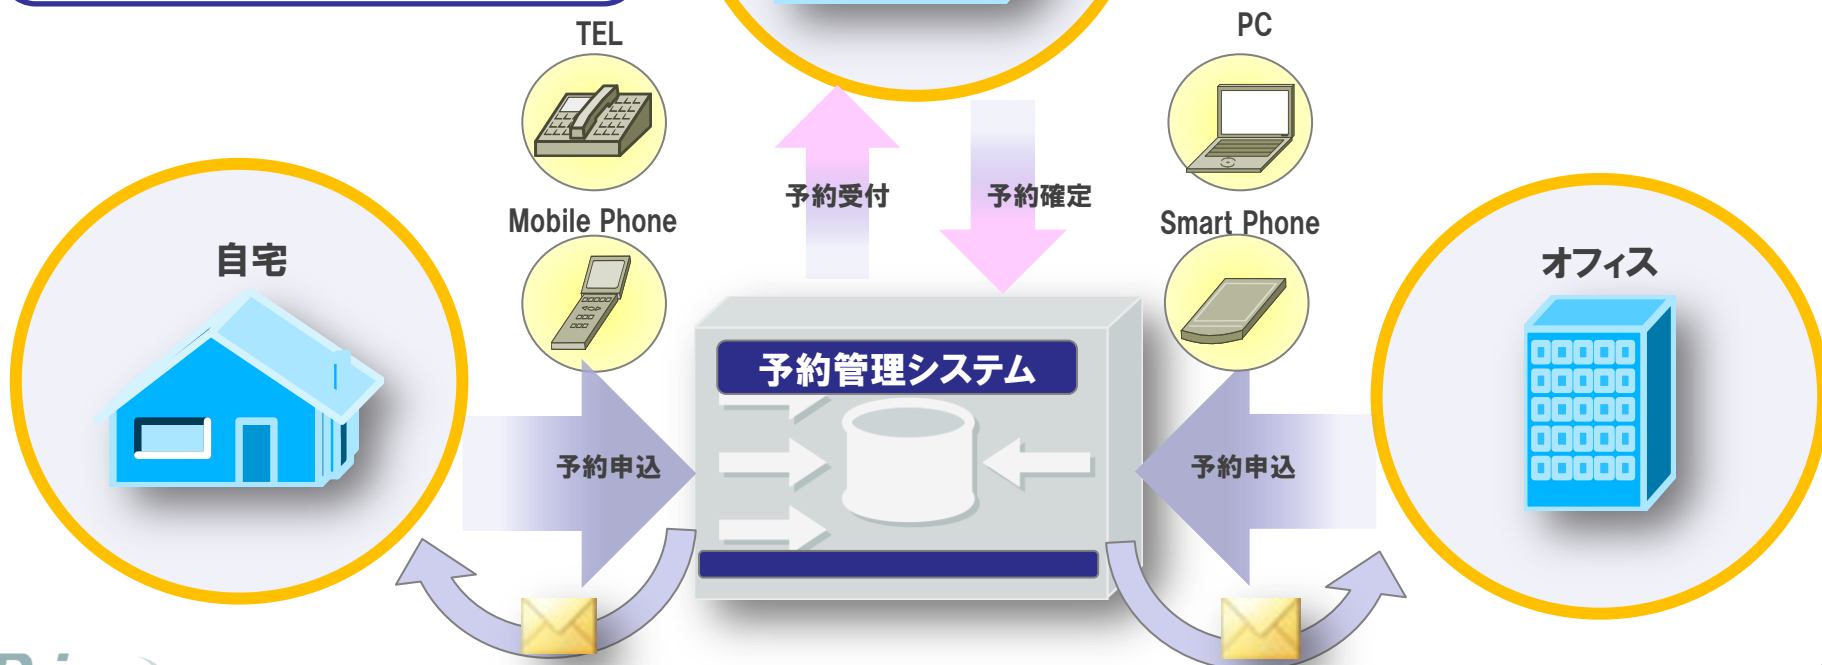 TEL
PC
予約受付
予約確定
Mobile Phone
Smart Phone
自宅
オフィス
予約管理システム
予約申込
予約申込